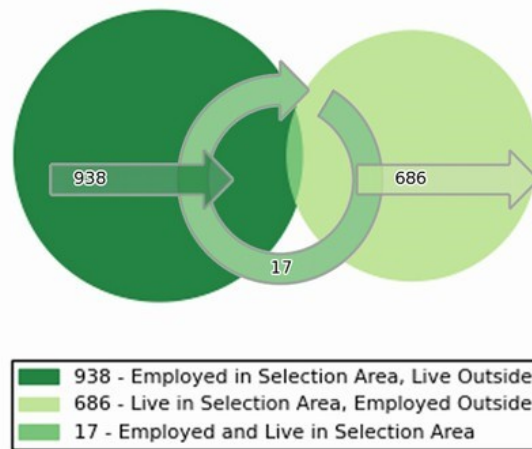 938
686
17
938 - Employed in Selection Area, Live Outside
686 - Live in Selection Area, Employed Outside
17 - Employed and Live in Selection Area